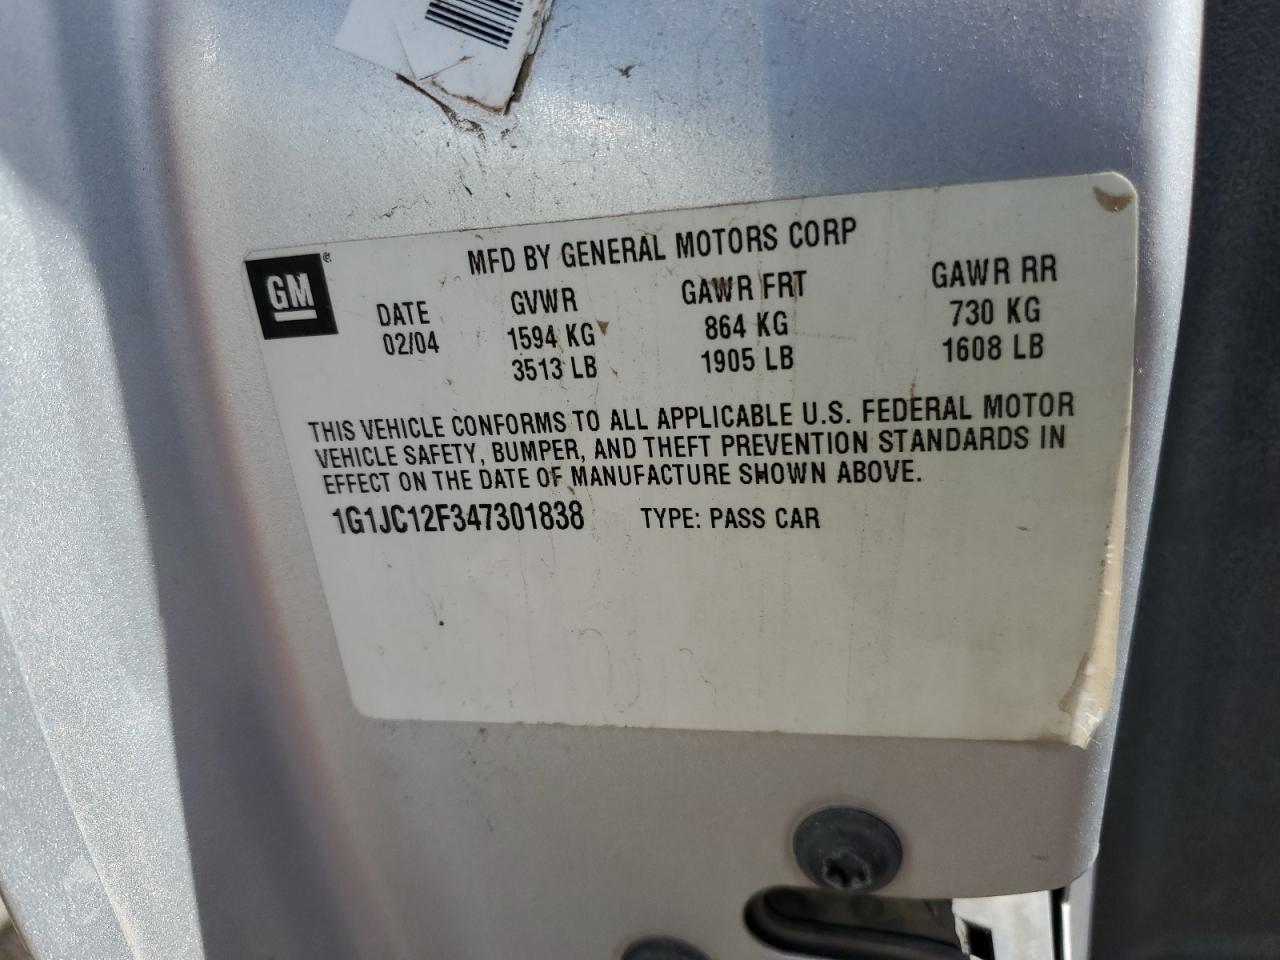 MFD BY GENERAL MOTORS CORP
GM®
DATE GVWR GAWR FRT GAWR RR
02/04 1594 KG 864 KG 730 KG
3513 LB 1905 LB 1608 LB
THIS VEHICLE CONFORMS TO ALL APPLICABLE U.S. FEDERAL MOTOR
VEHICLE SAFETY, BUMPER, AND THEFT PREVENTION STANDARDS IN
EFFECT ON THE DATE OF MANUFACTURE SHOWN ABOVE.
1G1JC12F347301838 TYPE: PASS CAR